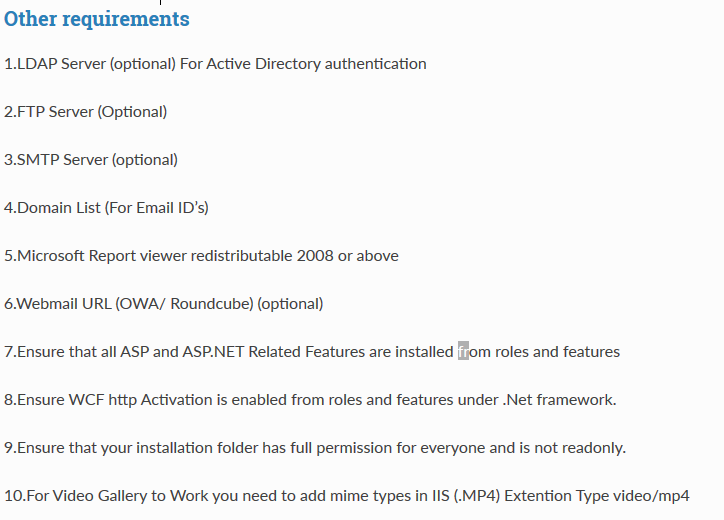 Other requirements
1.LDAP Server (optional) For Active Directory authentication
2.FTP Server (Optional)
3.SMTP Server (optional)
4.Domain List (For Email ID’s)
5.Microsoft Report viewer redistributable 2008 or above
6.Webmail URL (OWA/ Roundcube) (optional)
7.Ensure that all ASP and ASP.NET Related Features are installed from roles and features
8.Ensure WCF http Activation is enabled from roles and features under .Net framework.
9.Ensure that your installation folder has full permission for everyone and is not readonly.
10.For Video Gallery to Work you need to add mime types in IIS (.MP4) Extention Type video/mp4